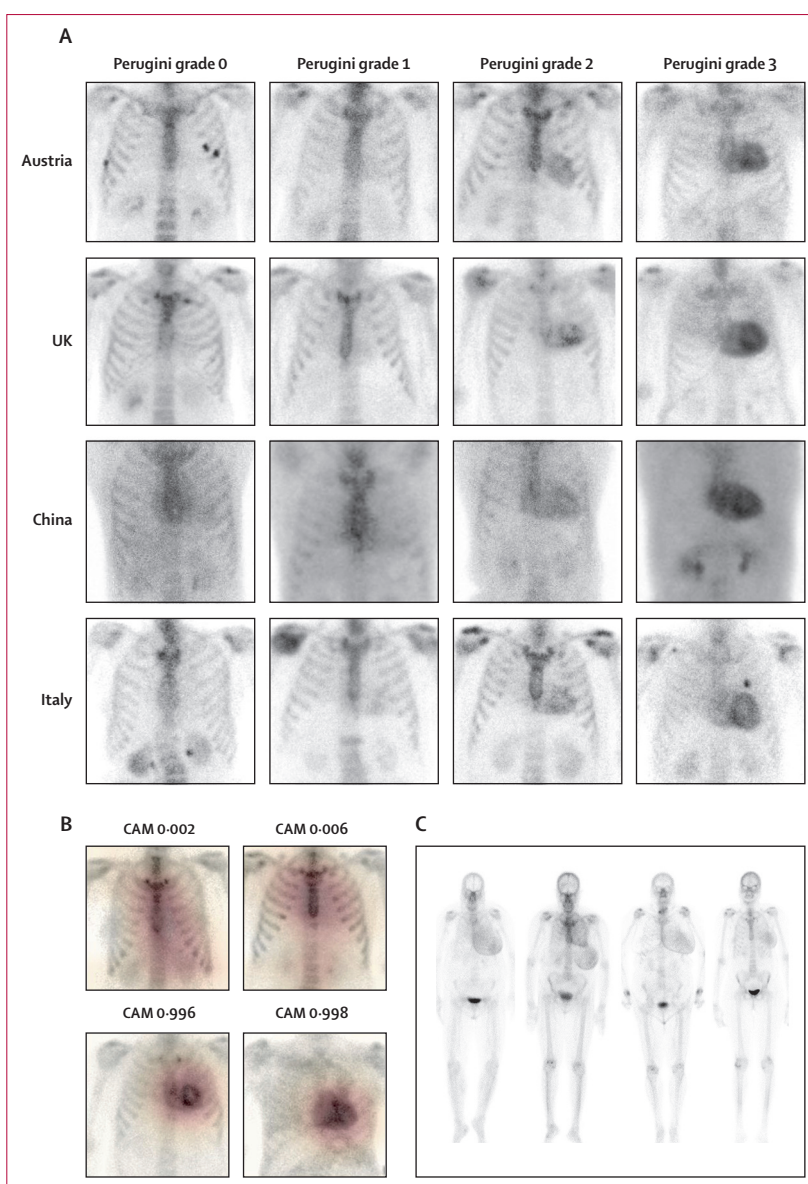 A
Perugini grade 0 Perugini grade 1 Perugini grade 2 Perugini grade 3
Austria
UK
China
Italy
B
CAM 0·002 CAM 0·006
CAM 0·996 CAM 0·998
C